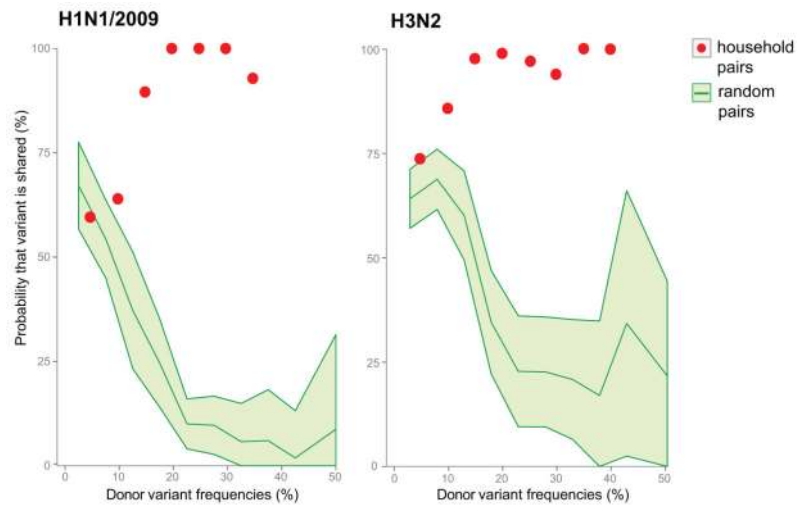 H1N1/2009
H3N2
Probability that variant is shared (%)
100
75
50
25
0
0 10 20 30 40 50
Donor variant frequencies (%)
100
75
50
25
0
0 10 20 30 40 50
Donor variant frequencies (%)
household
pairs
random
pairs